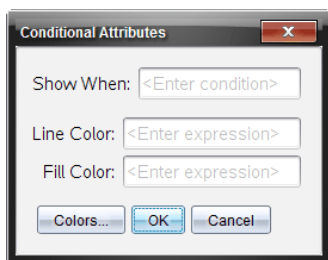 Conditional Attributes
Show When: <Enter condition>
Line Color: <Enter expression>
Fill Color: <Enter expression>
Colors... OK Cancel